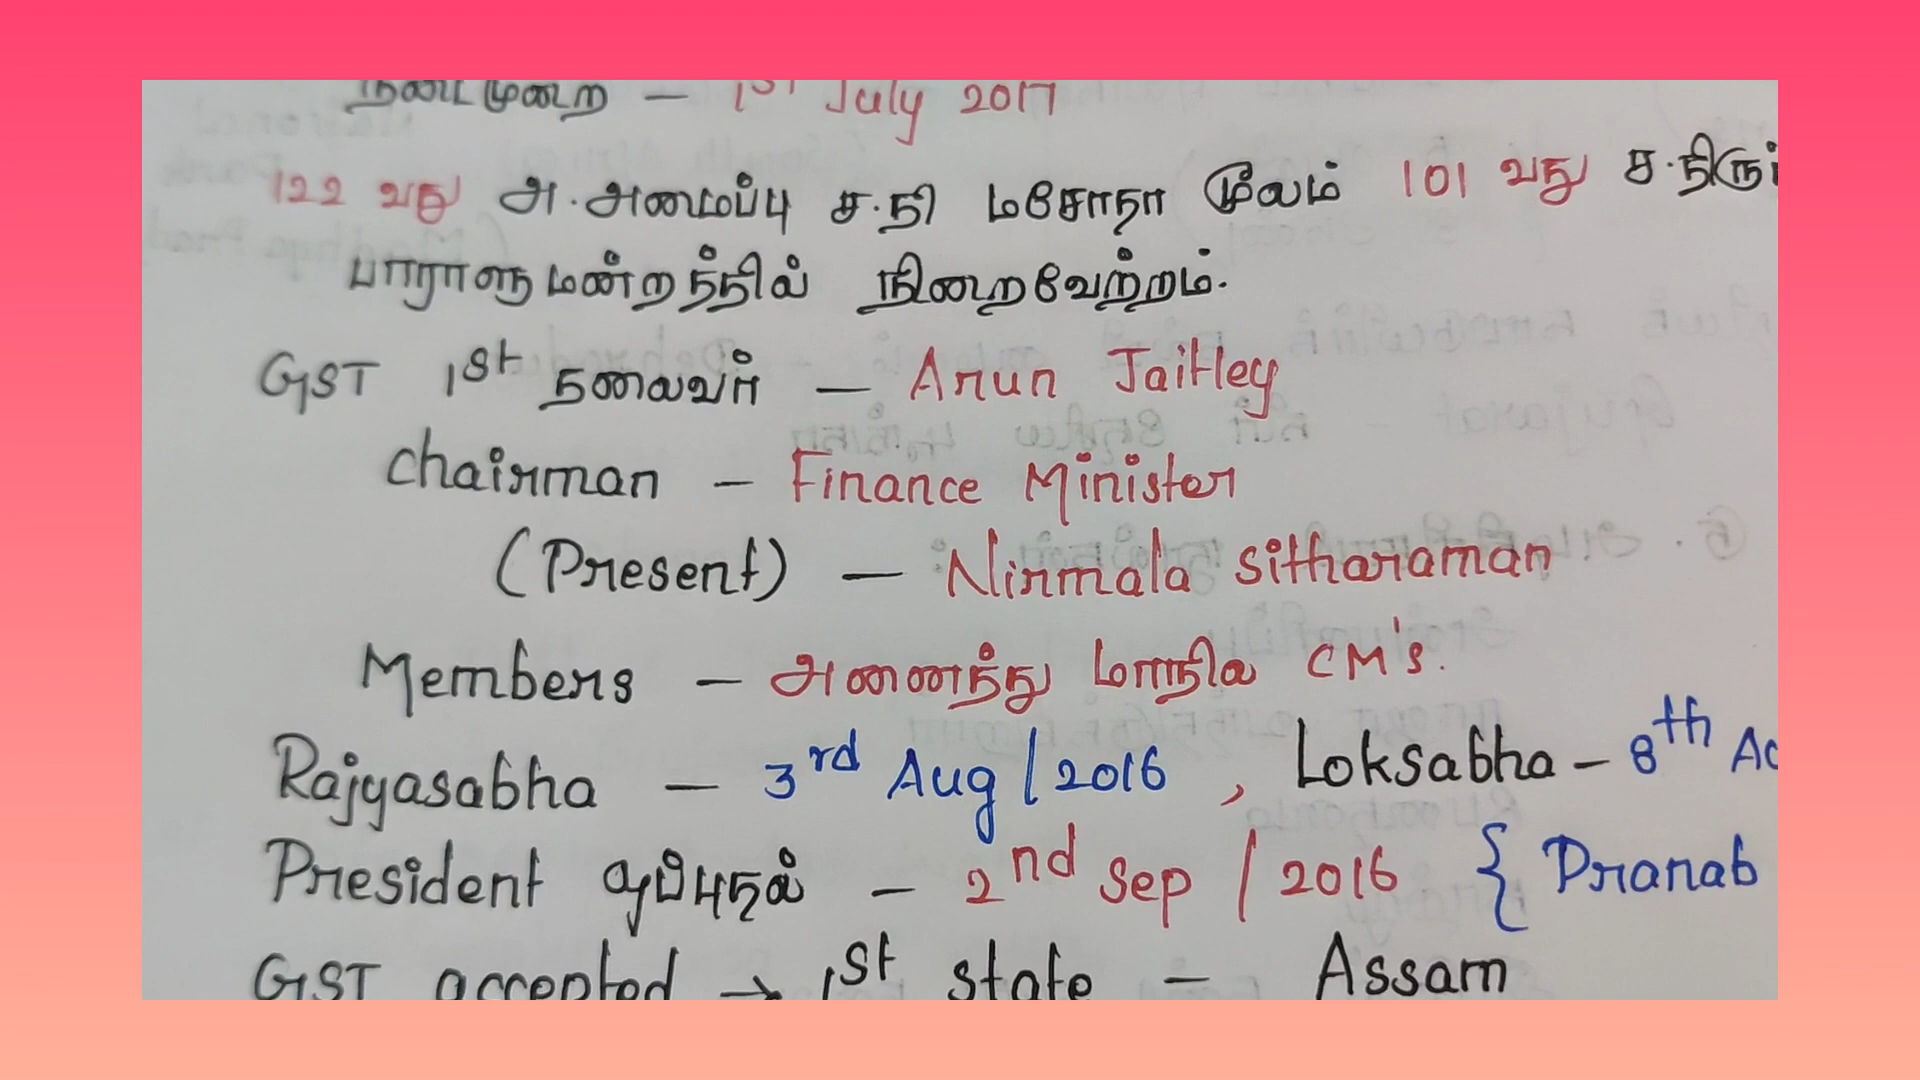 நடைமுறை – 1st July 2017
122 வது அ.அமைப்பு ச.தி மசோதா மூலம் 101 வது ச.திரு
பாராளுமன்றத்தில் நிறைவேற்றம்.
GST 1st தலைவர் – Arun Jaitley
Chairman – Finance Minister
(Present) – Nirmala sitharaman
Members – அனைத்து மாநில CM's.
Rajyasabha – 3rd Aug / 2016 , Loksabha – 8th
President ஒப்புதல் – 2nd Sep / 2016 { Pranab
GST accepted → 1st state – Assam